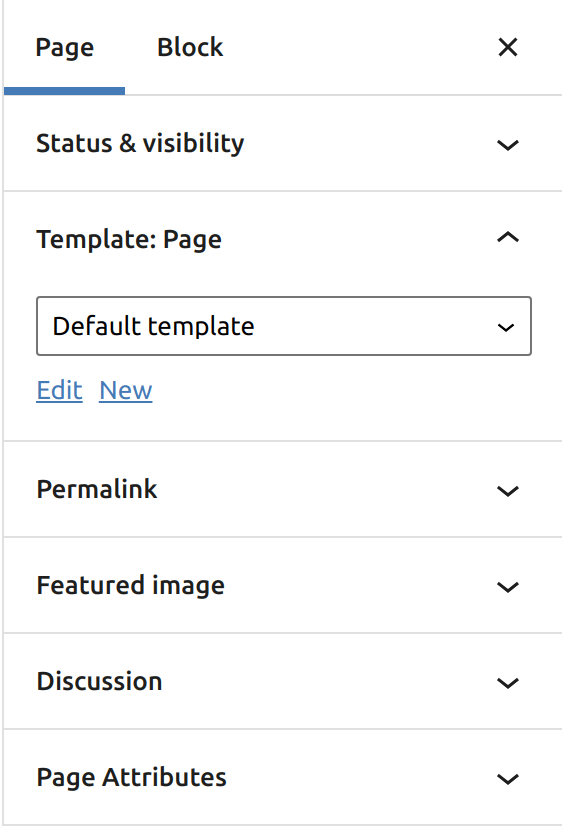 Page Block
Status & visibility
Template: Page
Default template
Edit New
Permalink
Featured image
Discussion
Page Attributes